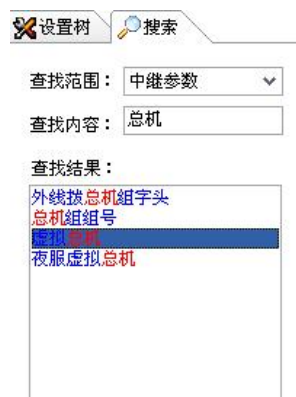 设置树 搜索
查找范围： 中继参数
查找内容： 总机
查找结果：
外线拨总机组字头
总机组组号
虚拟总机
夜服虚拟总机